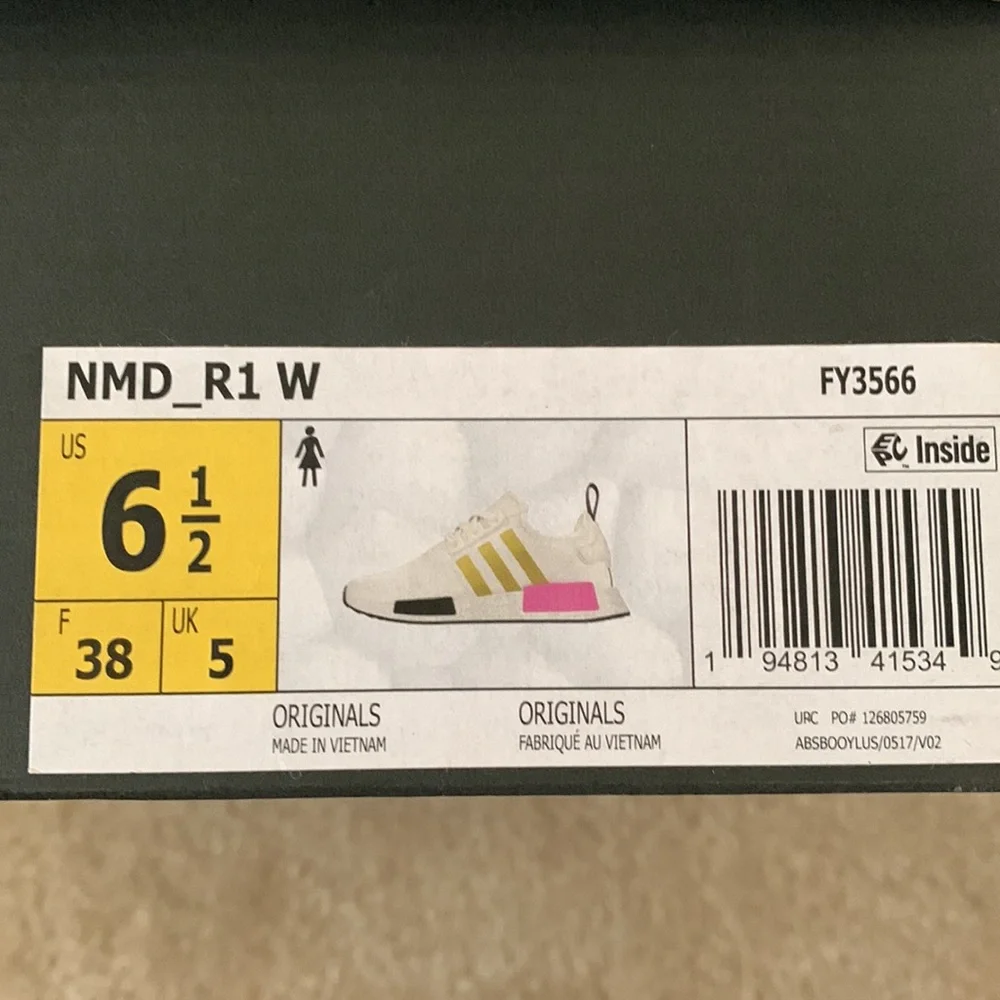 NMD_R1 W
FY3566
US
6 1/2
F
38
UK
5
EPC Inside
1 94813 41534 9
ORIGINALS
MADE IN VIETNAM
ORIGINALS
FABRIQUÉ AU VIETNAM
URC PO# 126805759
ABSBOOYLUS/0517/V02